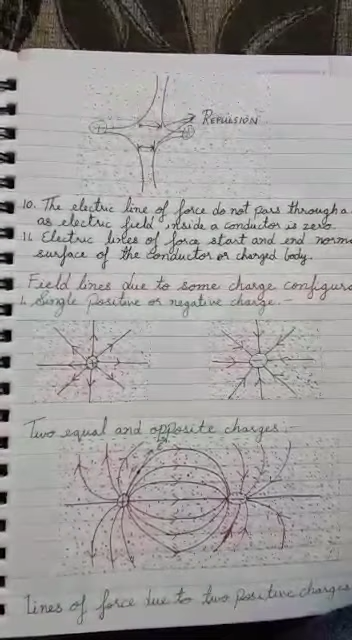 REPULSION
10. The electric line of force do not pass through a
as electric field inside a conductor is zero.
11. Electric lines of force start and end norma
surface of the conductor or charged body.
Field lines due to some charge configura
1. Single positive or negative charge.-
Two equal and opposite charges:-
Lines of force due to two positive charges